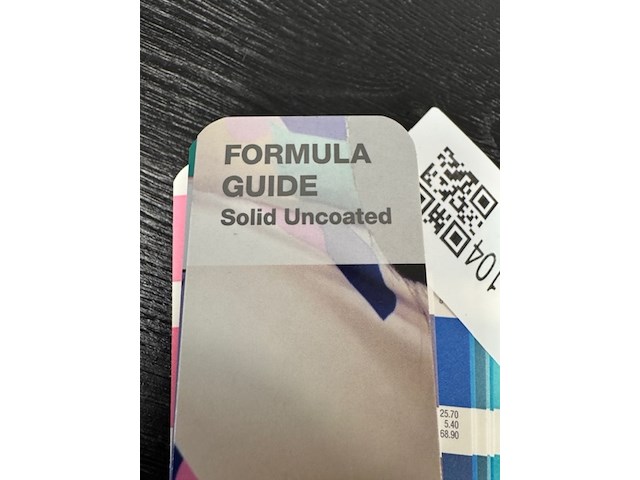 FORMULA
GUIDE
Solid Uncoated
104
25.70
5.40
68.90